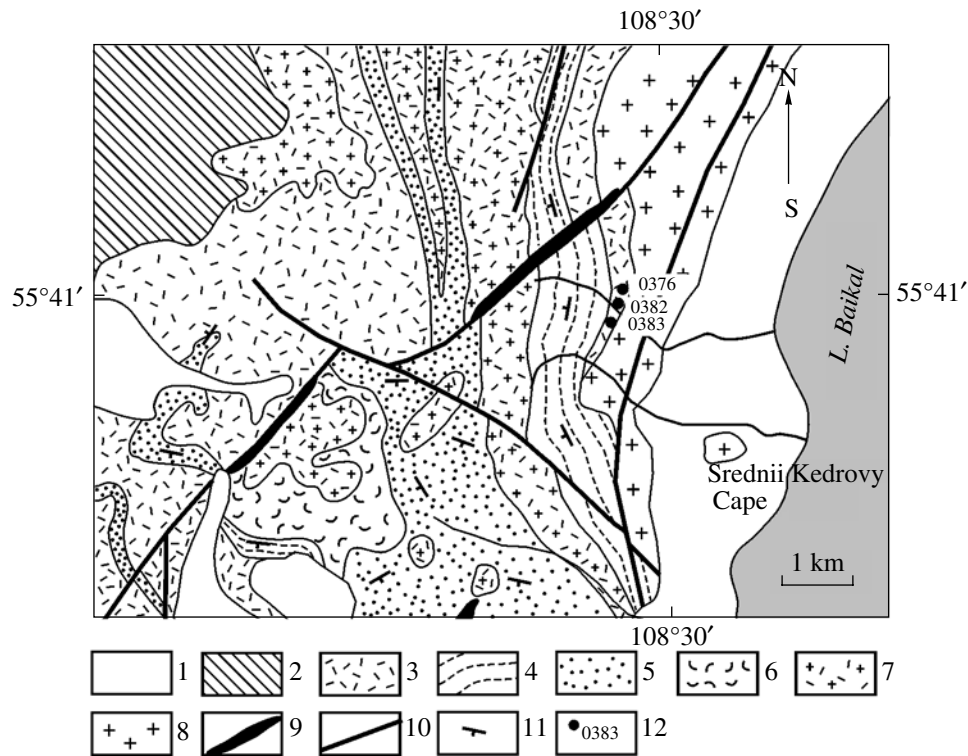 108°30′
N
S
55°41′
0376
0382
0383
55°41′
L. Baikal
Srednii Kedrovy
Cape
1 km
108°30′
1 2 3 4 5 6 7
8 9 10 11 0383 12